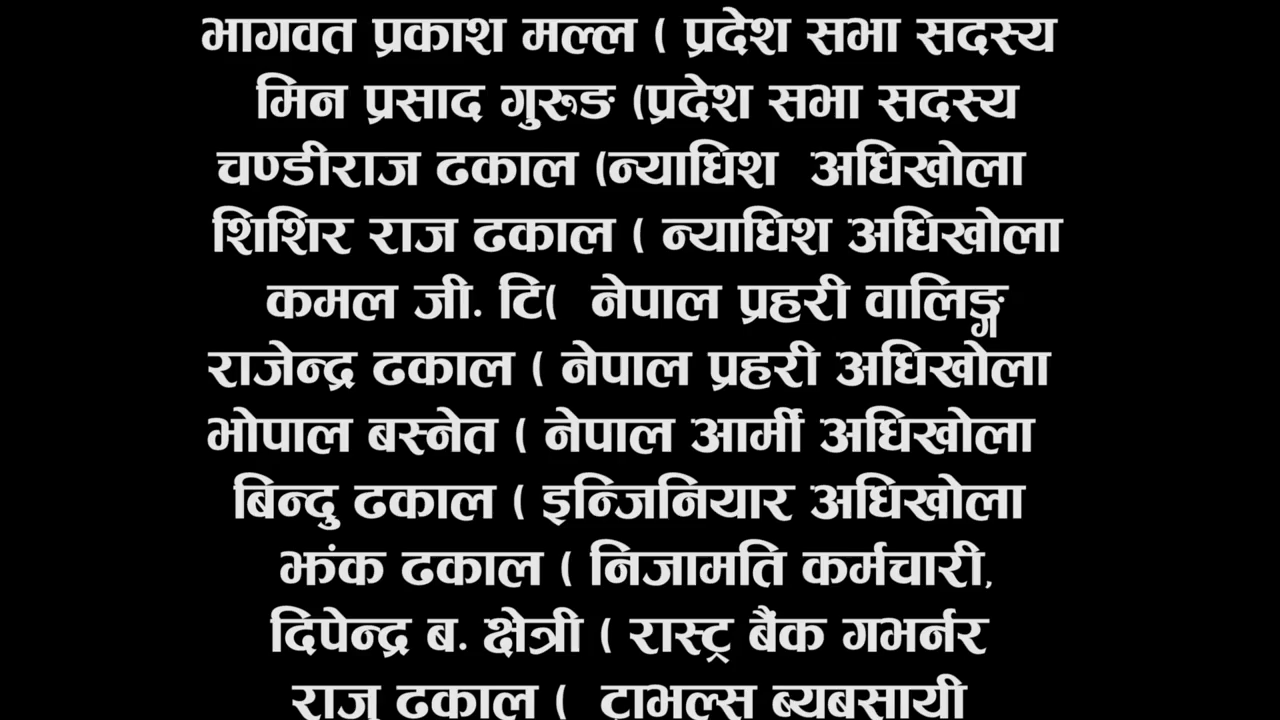 भागवत प्रकाश मल्ल ( प्रदेश सभा सदस्य
मिन प्रसाद गुरुङ (प्रदेश सभा सदस्य
चण्डीराज ढकाल (न्याधिश अधिखोला
शिशिर राज ढकाल ( न्याधिश अधिखोला
कमल जी. टि( नेपाल प्रहरी वालिङ्ग
राजेन्द्र ढकाल ( नेपाल प्रहरी अधिखोला
भोपाल बस्नेत ( नेपाल आर्मी अधिखोला
बिन्दु ढकाल ( इन्जिनियार अधिखोला
झंक ढकाल ( निजामति कर्मचारी,
दिपेन्द्र ब. क्षेत्री ( रास्ट्र बैंक गभर्नर
राजु ढकाल ( ट्राभल्स ब्यबसायी